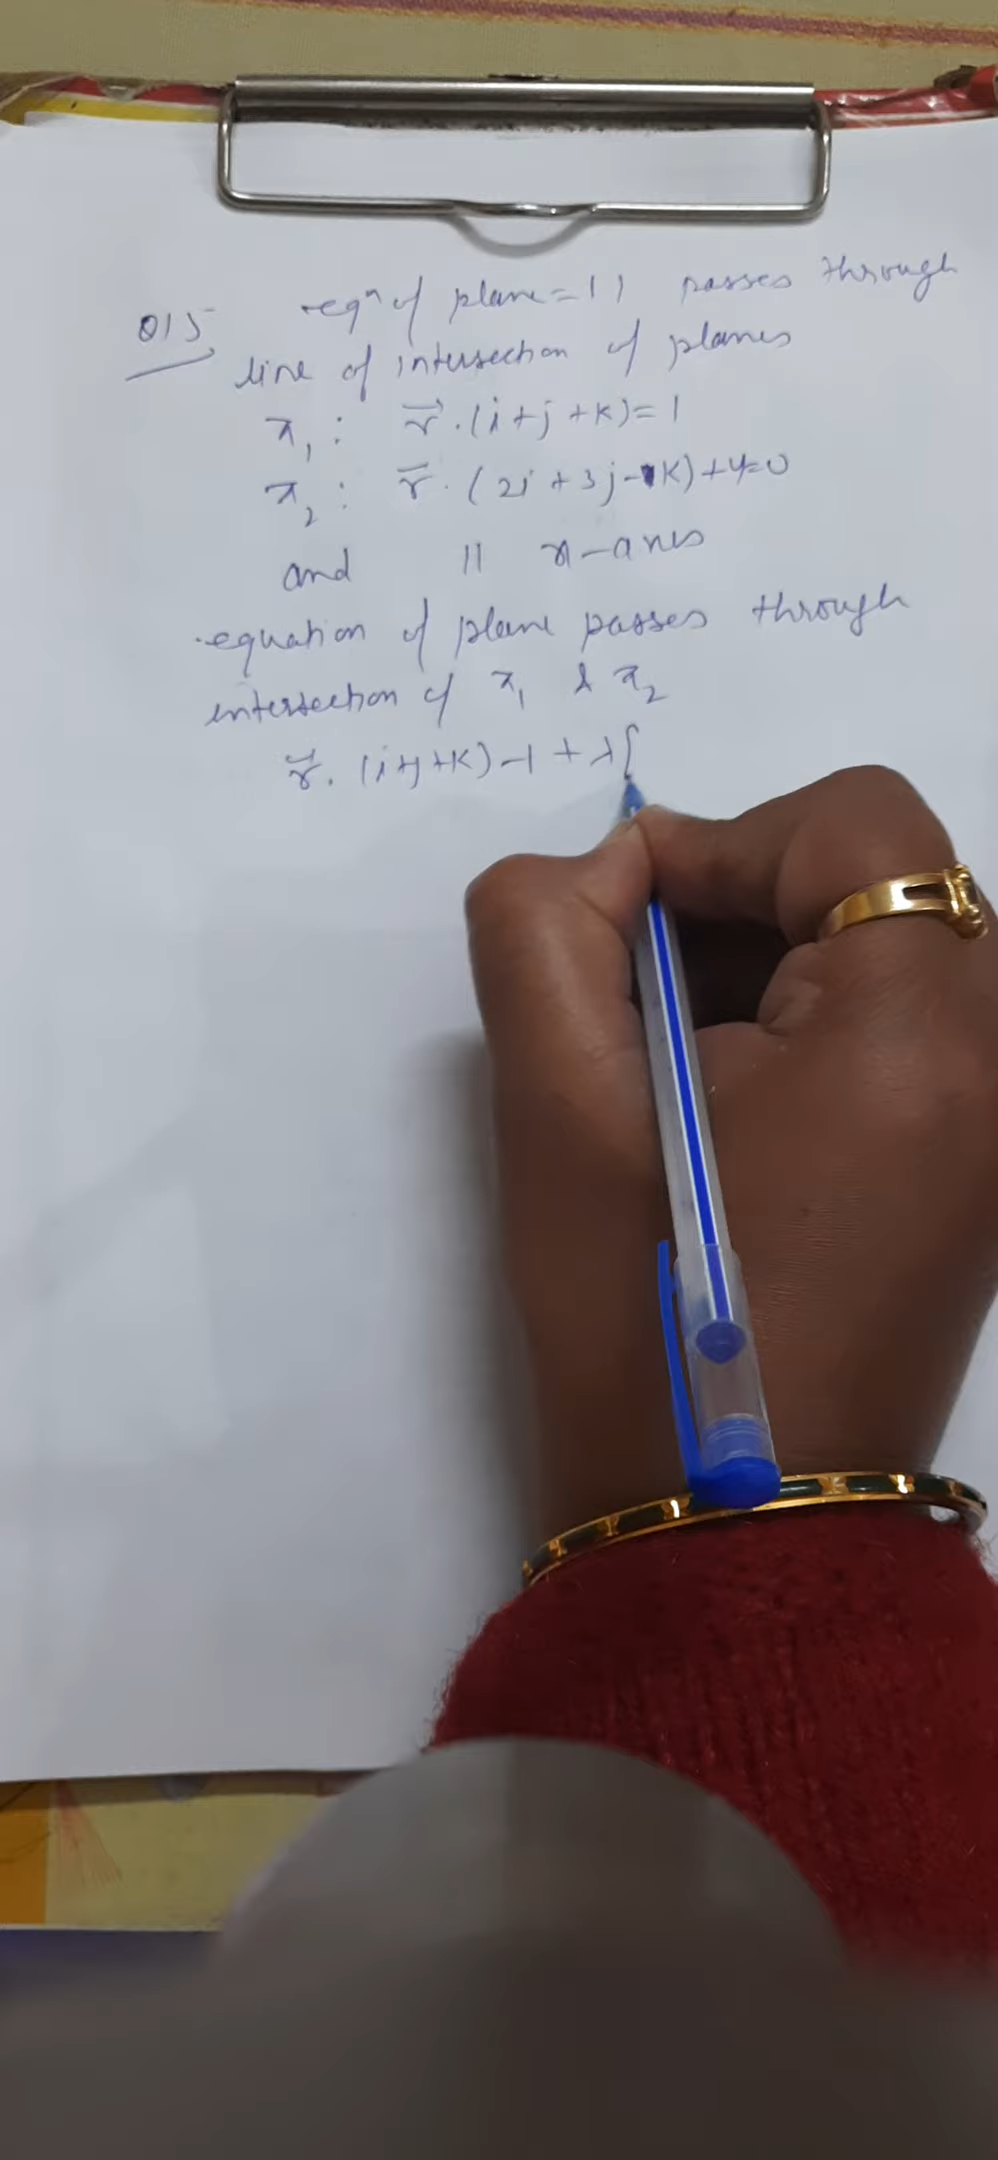 Q15 eqⁿ of plane = ? passes through
line of intersection of planes
π₁ : r⃗ . (i + j + k) = 1
π₂ : r⃗ . (2i + 3j - k) + 4 = 0
and || x-axis
equation of plane passes through
intersection of π₁ & π₂
r⃗ . (i + j + k) - 1 + λ[